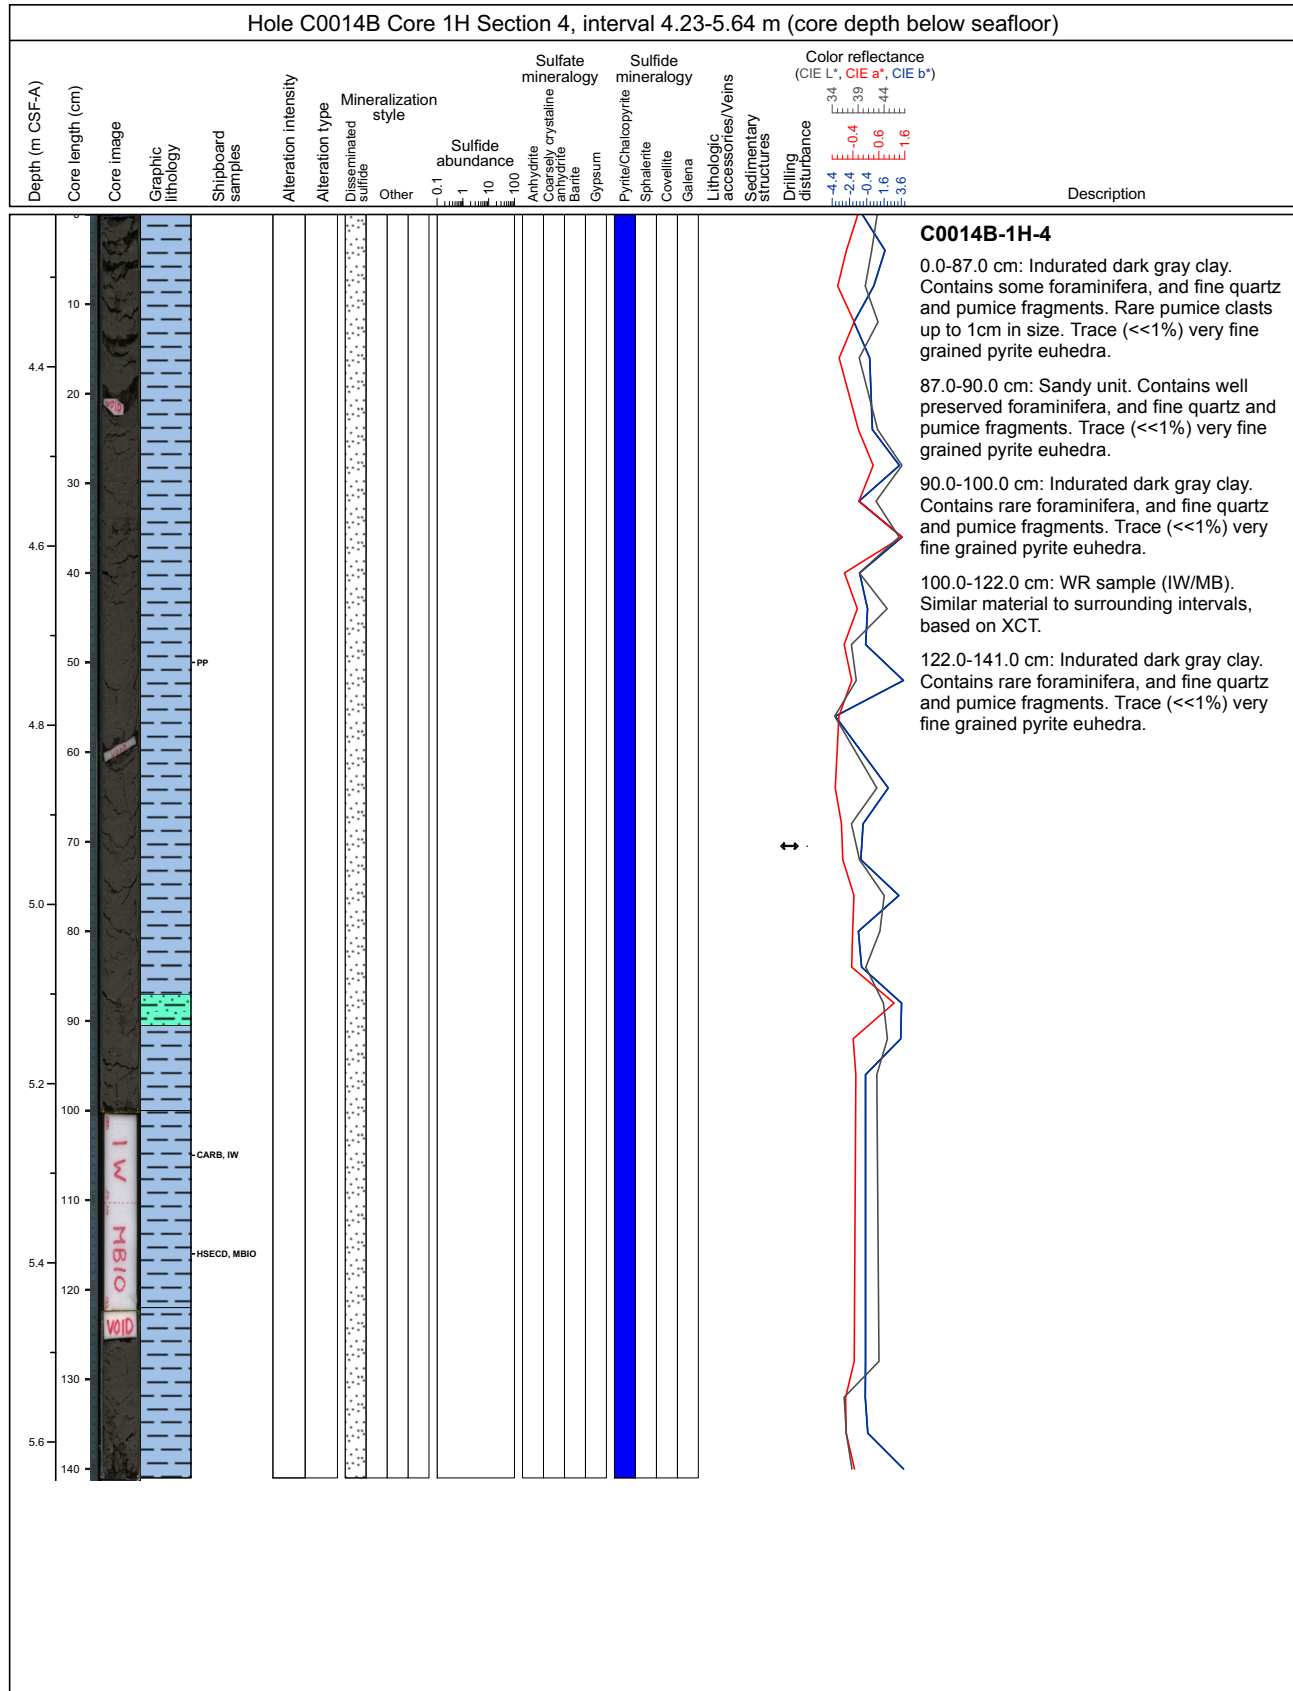 Hole C0014B Core 1H Section 4, interval 4.23-5.64 m (core depth below seafloor)
Depth (m CSF-A)
Core length (cm)
Core image
Graphic
lithology
Shipboard
samples
Alteration intensity
Alteration type
Mineralization
style
Disseminated
sulfide
Other
Sulfide
abundance
0.1
1
10
100
Sulfate
mineralogy
Anhydrite
Coarsely crystaline
anhydrite
Barite
Gypsum
Sulfide
mineralogy
Pyrite/Chalcopyrite
Sphalerite
Covellite
Galena
Lithologic
accessories/Veins
Sedimentary
structures
Drilling
disturbance
Color reflectance
(CIE L*, CIE a*, CIE b*)
34
39
44
-0.4
0.6
1.6
-4.4
-2.4
-0.4
1.6
3.6
Description
0
10
4.4
20
VOID
30
4.6
40
50
PP
4.8
60
70
5.0
80
90
5.2
100
I W
CARB, IW
110
MBIO
HSECD, MBIO
5.4
120
VOID
130
5.6
140
C0014B-1H-4
0.0-87.0 cm: Indurated dark gray clay.
Contains some foraminifera, and fine quartz
and pumice fragments. Rare pumice clasts
up to 1cm in size. Trace (<<1%) very fine
grained pyrite euhedra.
87.0-90.0 cm: Sandy unit. Contains well
preserved foraminifera, and fine quartz and
pumice fragments. Trace (<<1%) very fine
grained pyrite euhedra.
90.0-100.0 cm: Indurated dark gray clay.
Contains rare foraminifera, and fine quartz
and pumice fragments. Trace (<<1%) very
fine grained pyrite euhedra.
100.0-122.0 cm: WR sample (IW/MB).
Similar material to surrounding intervals,
based on XCT.
122.0-141.0 cm: Indurated dark gray clay.
Contains rare foraminifera, and fine quartz
and pumice fragments. Trace (<<1%) very
fine grained pyrite euhedra.